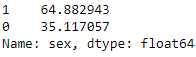 1    64.882943
0    35.117057
Name: sex, dtype: float64